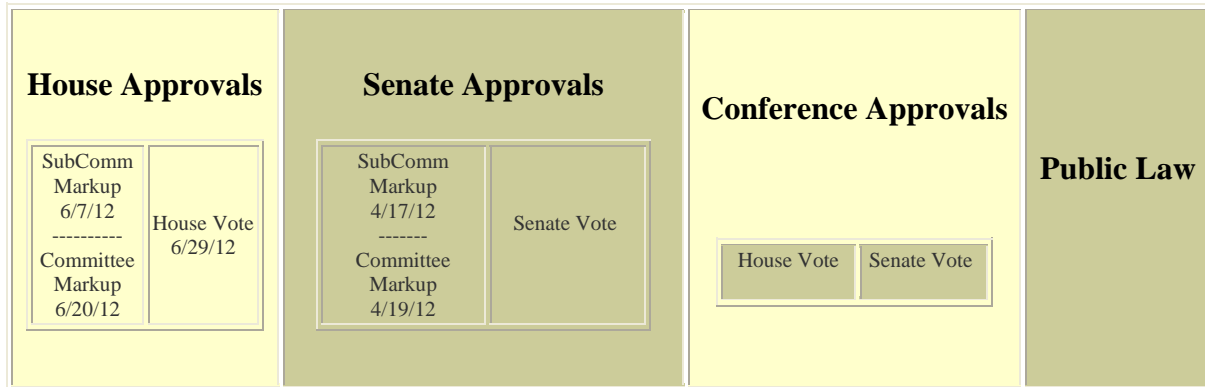 House Approvals
SubComm
Markup
6/7/12
----------
Committee
Markup
6/20/12
House Vote
6/29/12
Senate Approvals
SubComm
Markup
4/17/12
-------
Committee
Markup
4/19/12
Senate Vote
Conference Approvals
House Vote
Senate Vote
Public Law